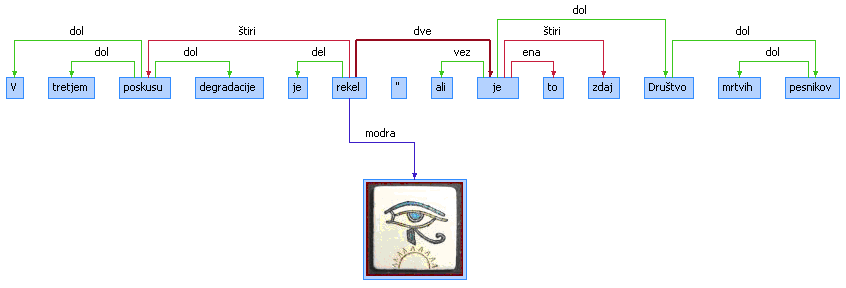 dol
dol štiri dve štiri dol
dol dol del vez ena dol
V tretjem poskusu degradacije je rekel " ali je to zdaj Društvo mrtvih pesnikov
modra